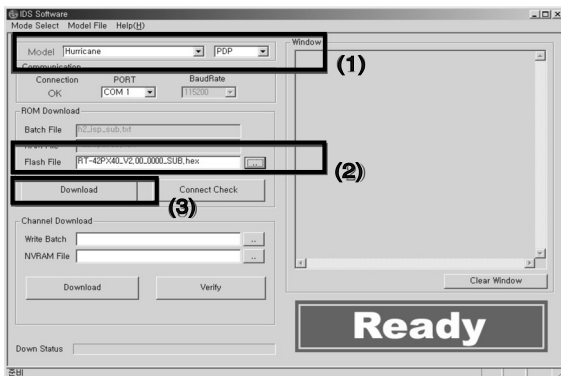 IDS Software
Mode Select Model File Help(H)
Model Hurricane PDP
(1)
Window
Communication
Connection PORT BaudRate
OK COM 1 115200
ROM Download
Batch File h2_isp_sub,txt
Flash File RT-42PX40_V2,00_0000_SUB,hex ..
(2)
Download Connect Check
(3)
Channel Download
Write Batch ..
NVRAM File ..
Download Verify
Clear Window
Ready
Down Status
준비